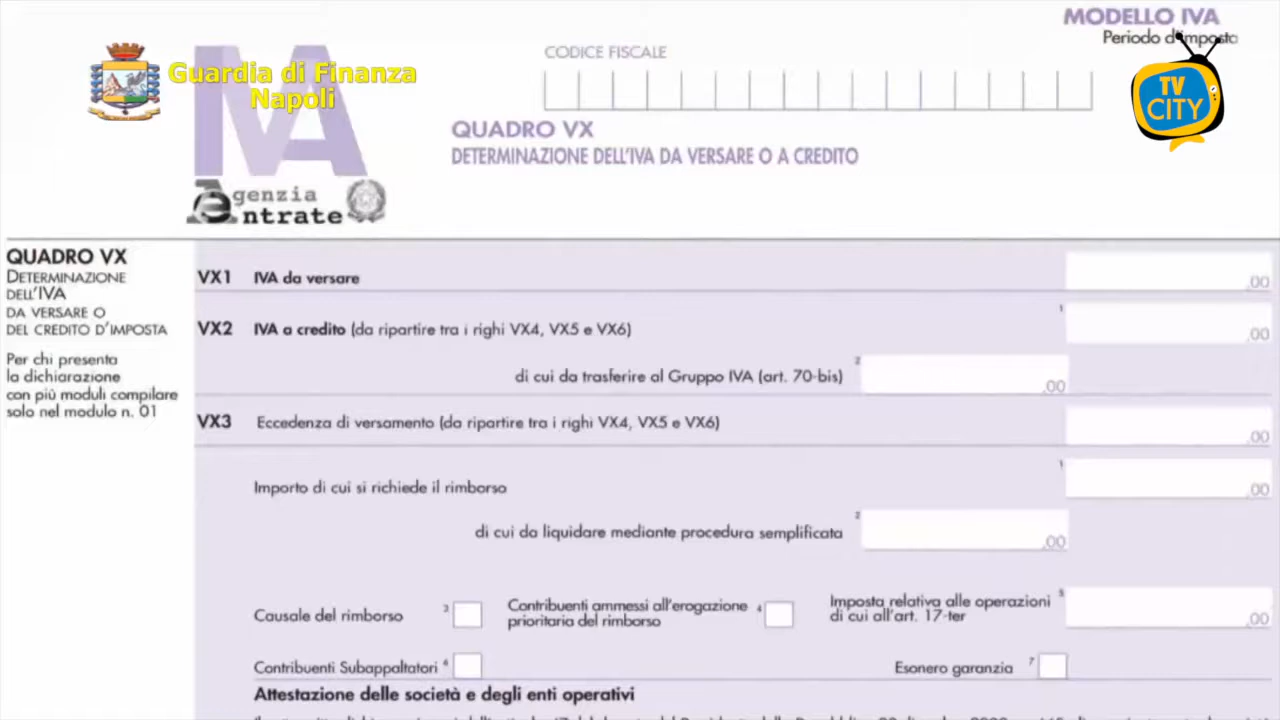 MODELLO IVA
Periodo d'imposta
Guardia di Finanza
Napoli
IVA
CODICE FISCALE
TV
CITY
QUADRO VX
DETERMINAZIONE DELL'IVA DA VERSARE O A CREDITO
genzia
entrate
QUADRO VX
DETERMINAZIONE
DELL'IVA
DA VERSARE O
DEL CREDITO D'IMPOSTA
Per chi presenta
la dichiarazione
con più moduli compilare
solo nel modulo n. 01
VX1 IVA da versare ,00
VX2 IVA a credito (da ripartire tra i righi VX4, VX5 e VX6) 1 ,00
di cui da trasferire al Gruppo IVA (art. 70-bis) 2 ,00
VX3 Eccedenza di versamento (da ripartire tra i righi VX4, VX5 e VX6) ,00
Importo di cui si richiede il rimborso 1 ,00
di cui da liquidare mediante procedura semplificata 2 ,00
Causale del rimborso 3
Contribuenti ammessi all'erogazione
prioritaria del rimborso 4
Imposta relativa alle operazioni
di cui all'art. 17-ter 5 ,00
Contribuenti Subappaltatori 6
Esonero garanzia 7
Attestazione delle società e degli enti operativi